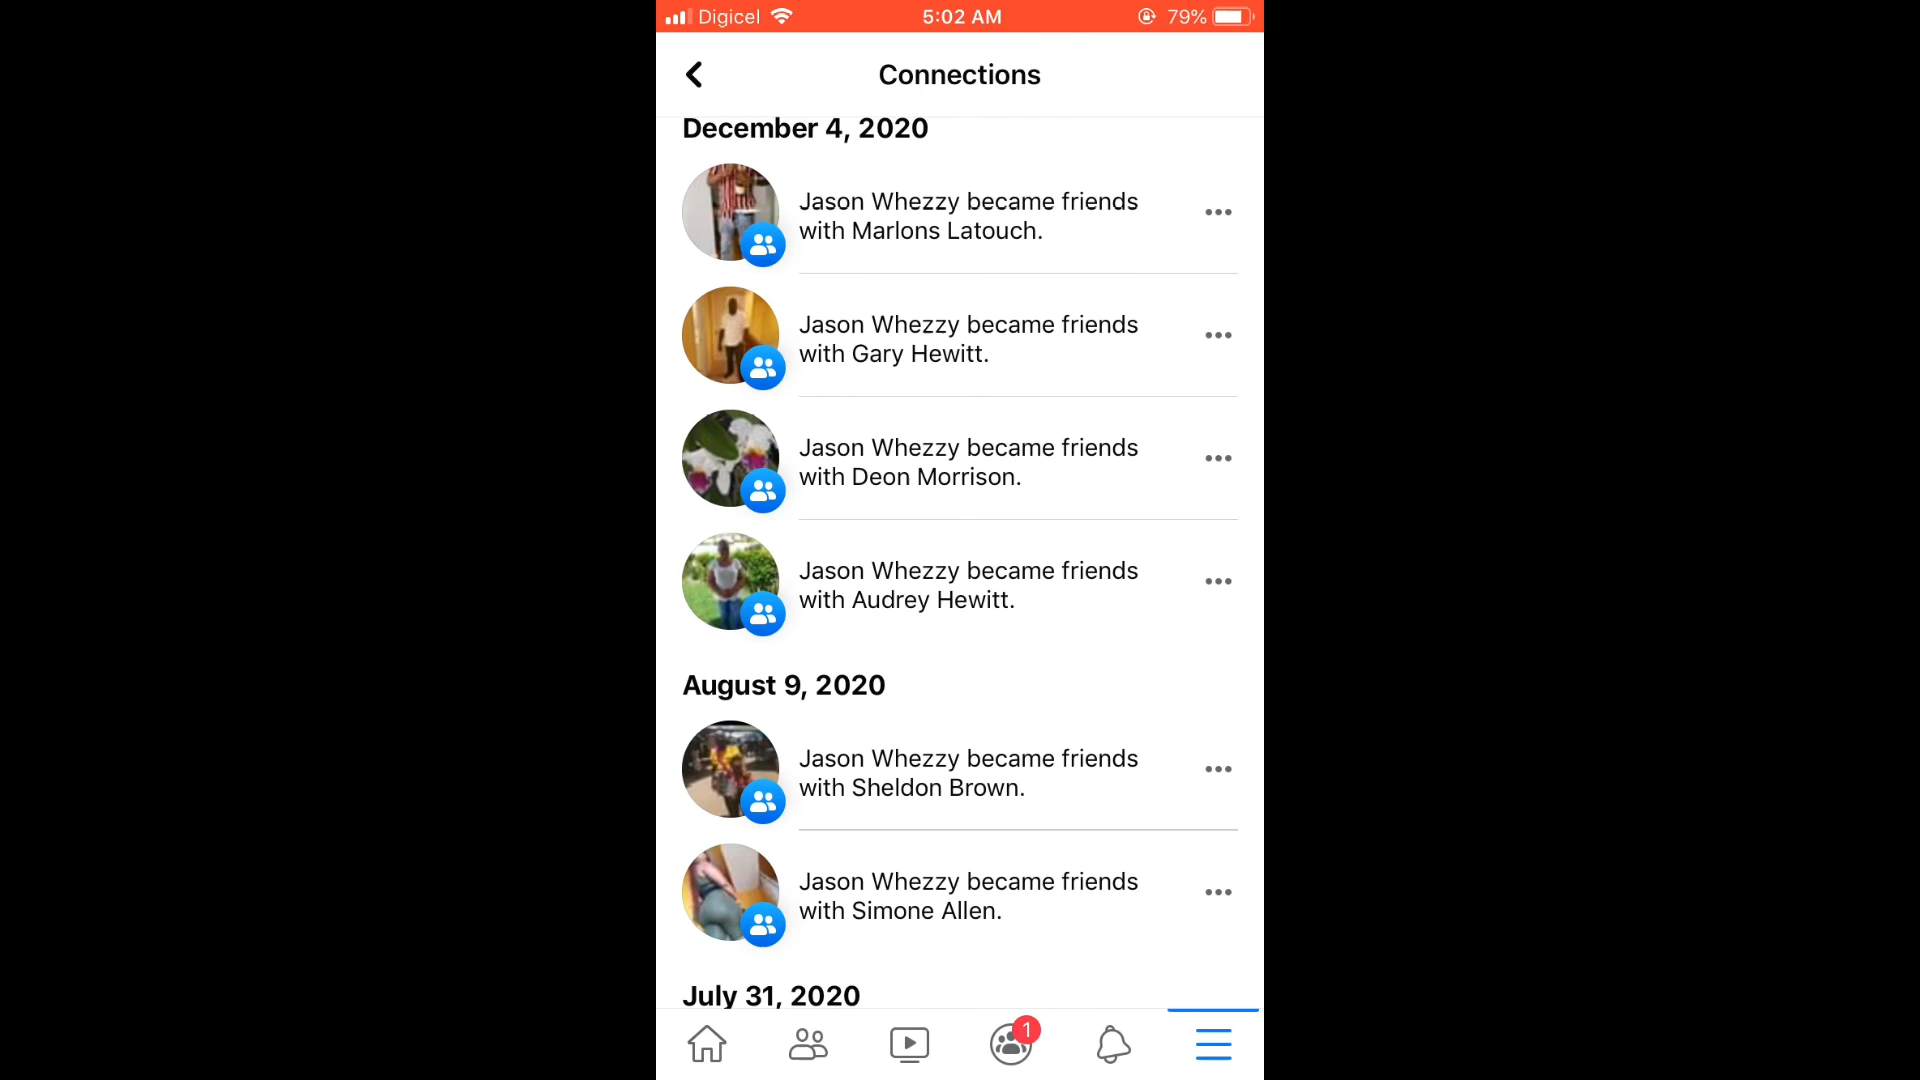 Digicel 5:02 AM 79%
Connections
December 4, 2020
Jason Whezzy became friends
with Marlons Latouch.
Jason Whezzy became friends
with Gary Hewitt.
Jason Whezzy became friends
with Deon Morrison.
Jason Whezzy became friends
with Audrey Hewitt.
August 9, 2020
Jason Whezzy became friends
with Sheldon Brown.
Jason Whezzy became friends
with Simone Allen.
July 31, 2020
1